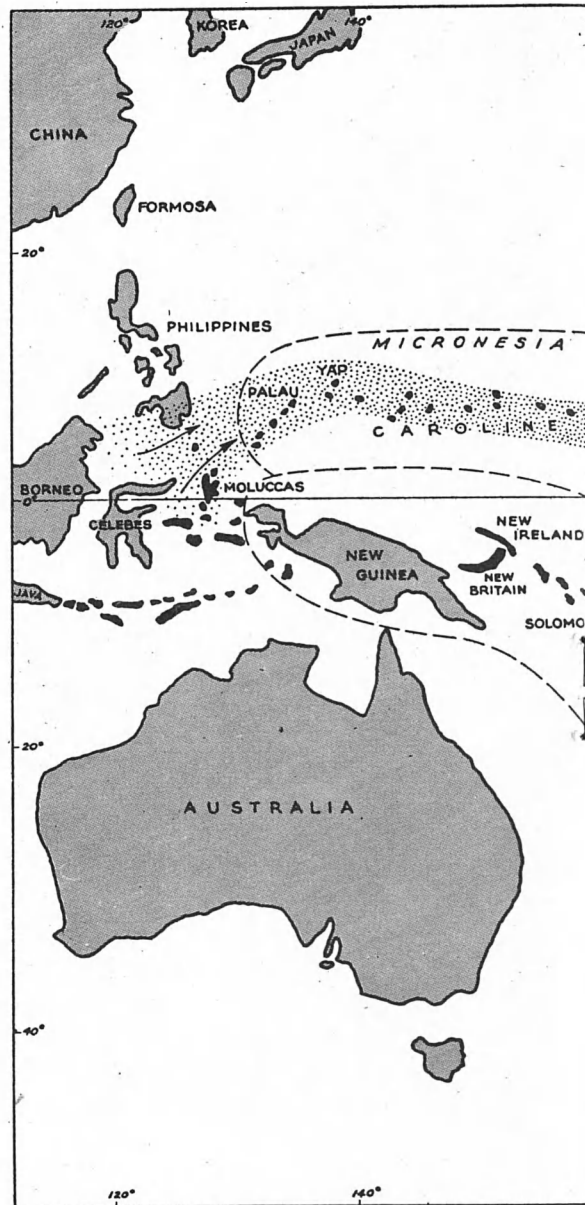 120°
140°
KOREA
JAPAN
CHINA
FORMOSA
20°
PHILIPPINES
MICRONESIA
YAP
PALAU
CAROLINE
BORNEO
MOLUCCAS
0°
CELEBES
NEW
IRELAND
NEW
GUINEA
NEW
BRITAIN
JAVA
SOLOMO
20°
AUSTRALIA
40°
120°
140°